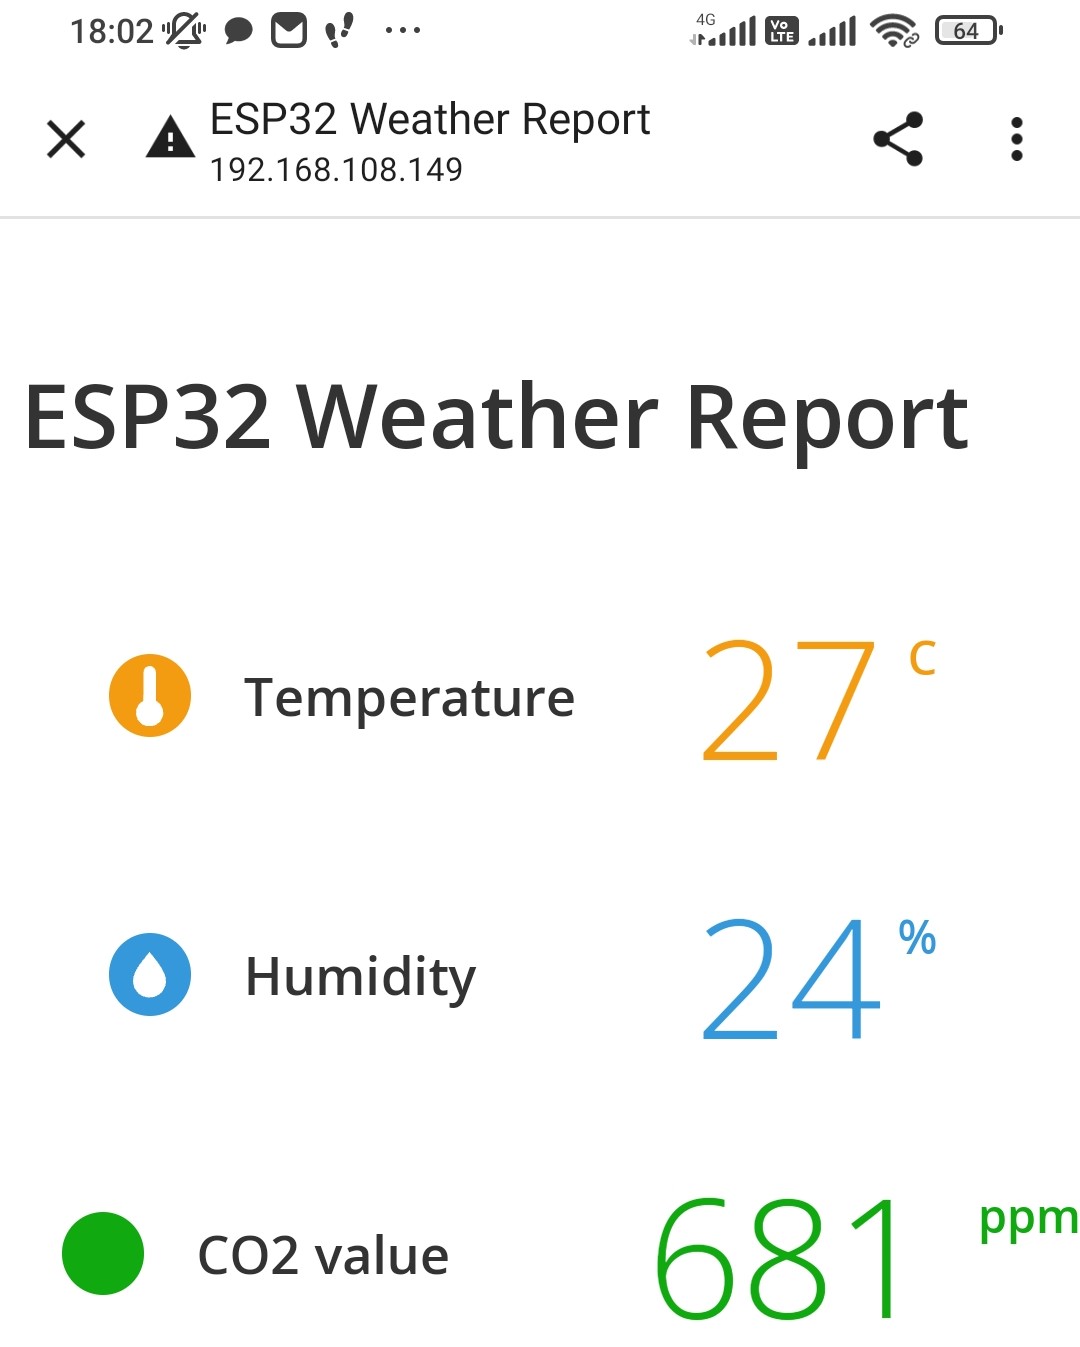 18:02 4G Vo LTE 64
ESP32 Weather Report
192.168.108.149
ESP32 Weather Report
Temperature 27 C
Humidity 24 %
CO2 value 681 ppm